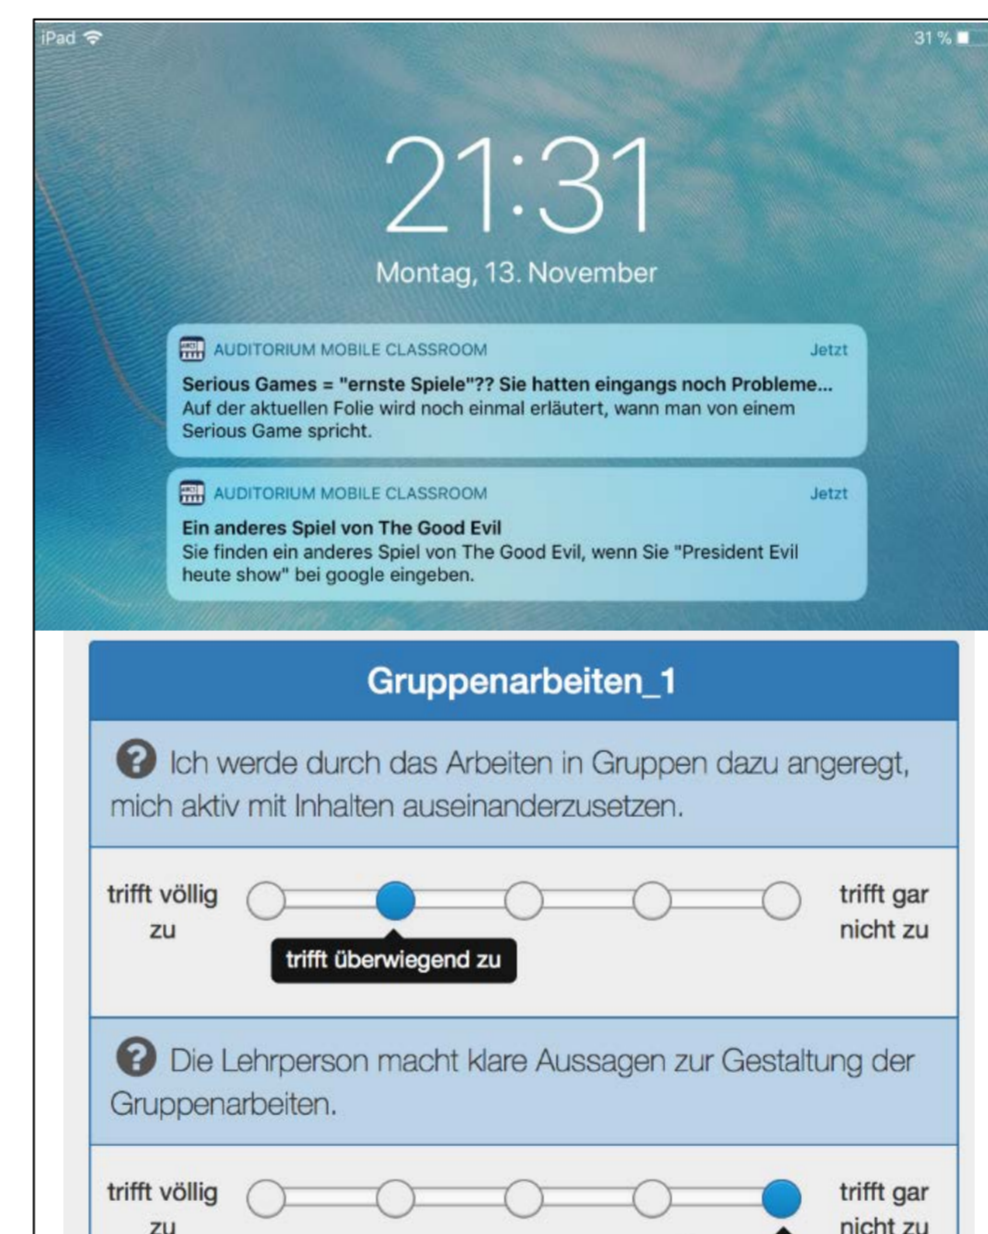 iPad
31 %
21:31
Montag, 13. November
AUDITORIUM MOBILE CLASSROOM Jetzt
Serious Games = "ernste Spiele"?? Sie hatten eingangs noch Probleme...
Auf der aktuellen Folie wird noch einmal erläutert, wann man von einem
Serious Game spricht.
AUDITORIUM MOBILE CLASSROOM Jetzt
Ein anderes Spiel von The Good Evil
Sie finden ein anderes Spiel von The Good Evil, wenn Sie "President Evil
heute show" bei google eingeben.
Gruppenarbeiten_1
Ich werde durch das Arbeiten in Gruppen dazu angeregt,
mich aktiv mit Inhalten auseinanderzusetzen.
trifft völlig
zu
trifft gar
nicht zu
trifft überwiegend zu
Die Lehrperson macht klare Aussagen zur Gestaltung der
Gruppenarbeiten.
trifft völlig
zu
trifft gar
nicht zu